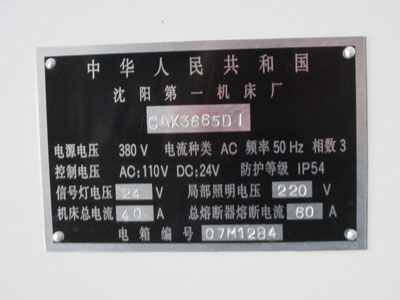 中华人民共和国
沈阳第一机床厂
CAK3665Di
电源电压 380 V 电流种类 AC 频率 50 Hz 相数 3
控制电压 AC:110V DC:24V 防护等级 IP54
信号灯电压 24 V 局部照明电压 220 V
机床总电流 40 A 总熔断器熔断电流 60 A
电箱编号 07M1284